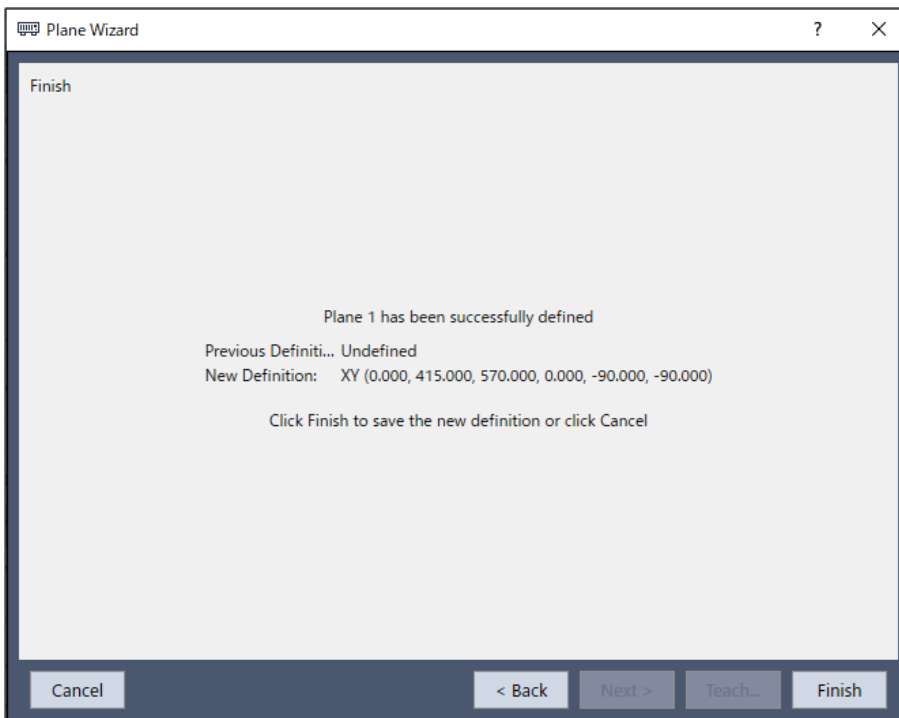 Plane Wizard
?
Finish
Plane 1 has been successfully defined
Previous Definiti... Undefined
New Definition: XY (0.000, 415.000, 570.000, 0.000, -90.000, -90.000)
Click Finish to save the new definition or click Cancel
Cancel
< Back
Next >
Teach...
Finish